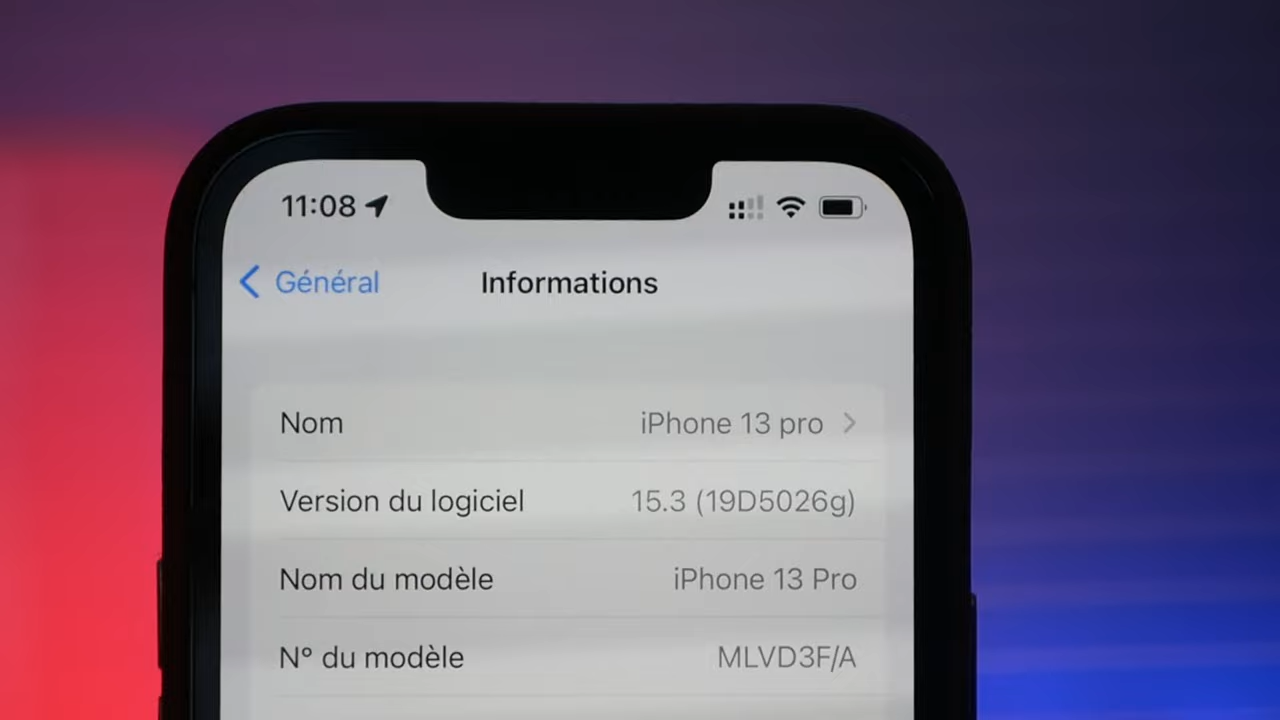 11:08
Général Informations
Nom iPhone 13 pro
Version du logiciel 15.3 (19D5026g)
Nom du modèle iPhone 13 Pro
N° du modèle MLVD3F/A